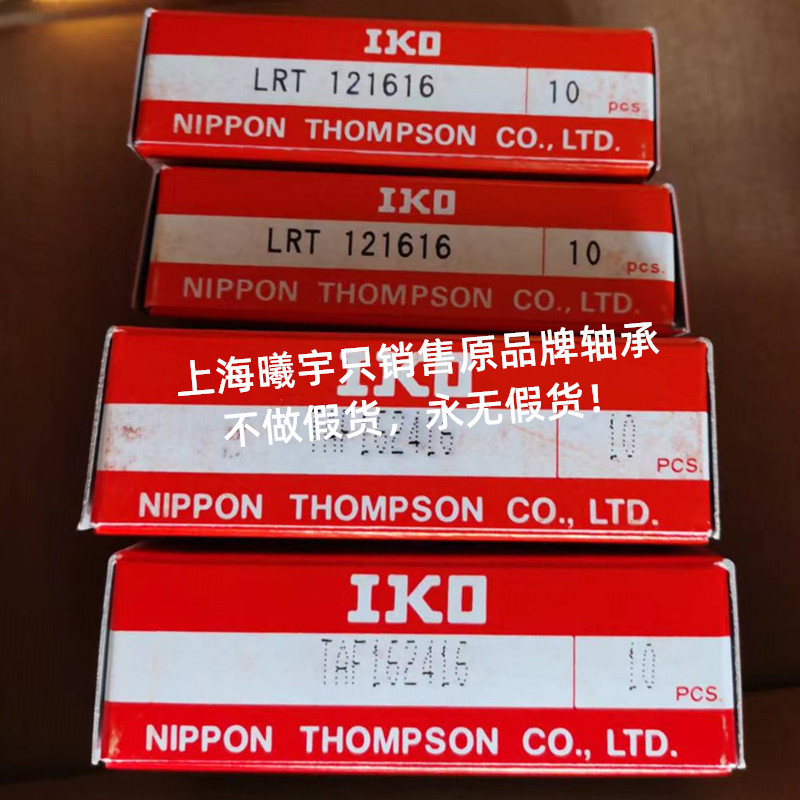 IKO
LRT 121616 10 pcs.
NIPPON THOMPSON CO., LTD.
IKO
LRT 121616 10 pcs.
NIPPON THOMPSON CO., LTD.
上海曦宇只销售原品牌轴承
IKO
不做假货，永无假货！
TAF162416 10 PCS.
NIPPON THOMPSON CO., LTD.
IKO
TAF162416 10 PCS.
NIPPON THOMPSON CO., LTD.